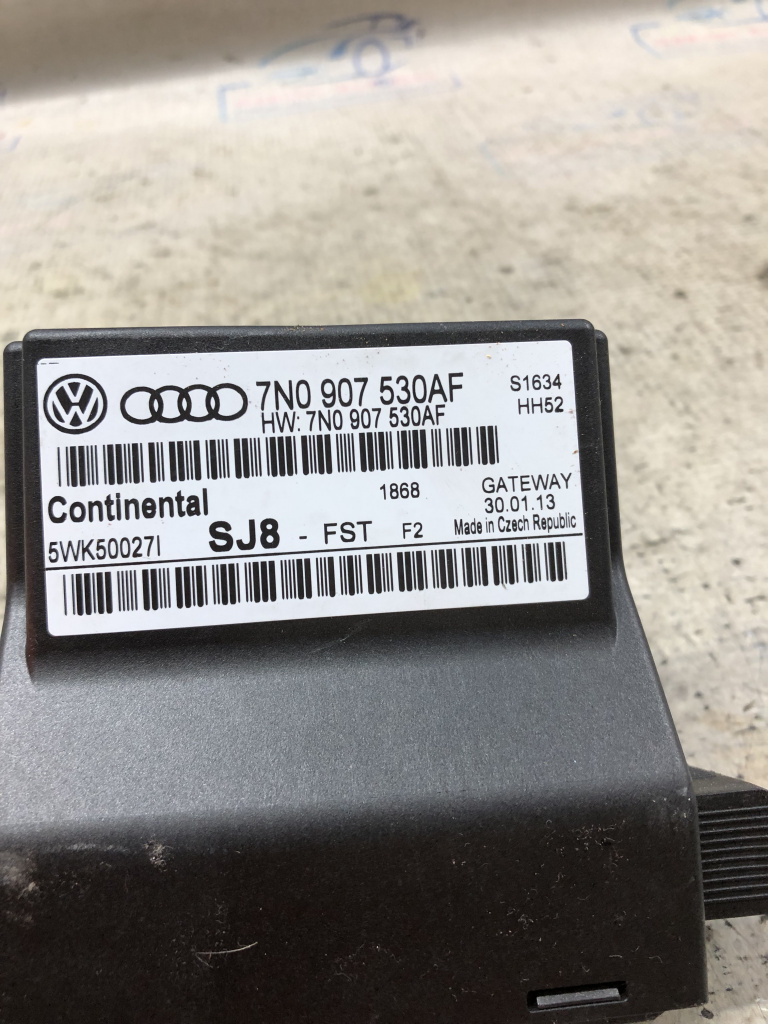 7N0 907 530AF S1634
HW: 7N0 907 530AF HH52
Continental 1868 GATEWAY
30.01.13
5WK50027I SJ8 - FST F2 Made in Czech Republic